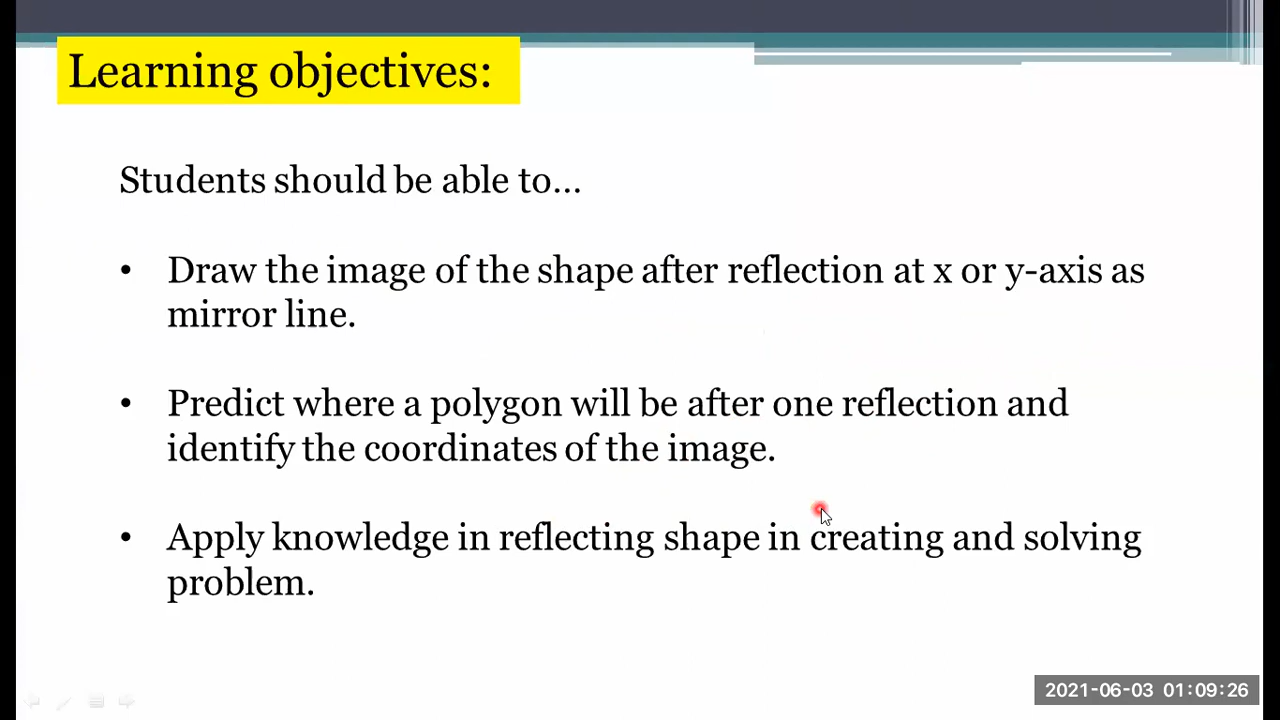 Learning objectives:
Students should be able to...
• Draw the image of the shape after reflection at x or y-axis as
mirror line.
• Predict where a polygon will be after one reflection and
identify the coordinates of the image.
• Apply knowledge in reflecting shape in creating and solving
problem.
2021-06-03 01:09:26